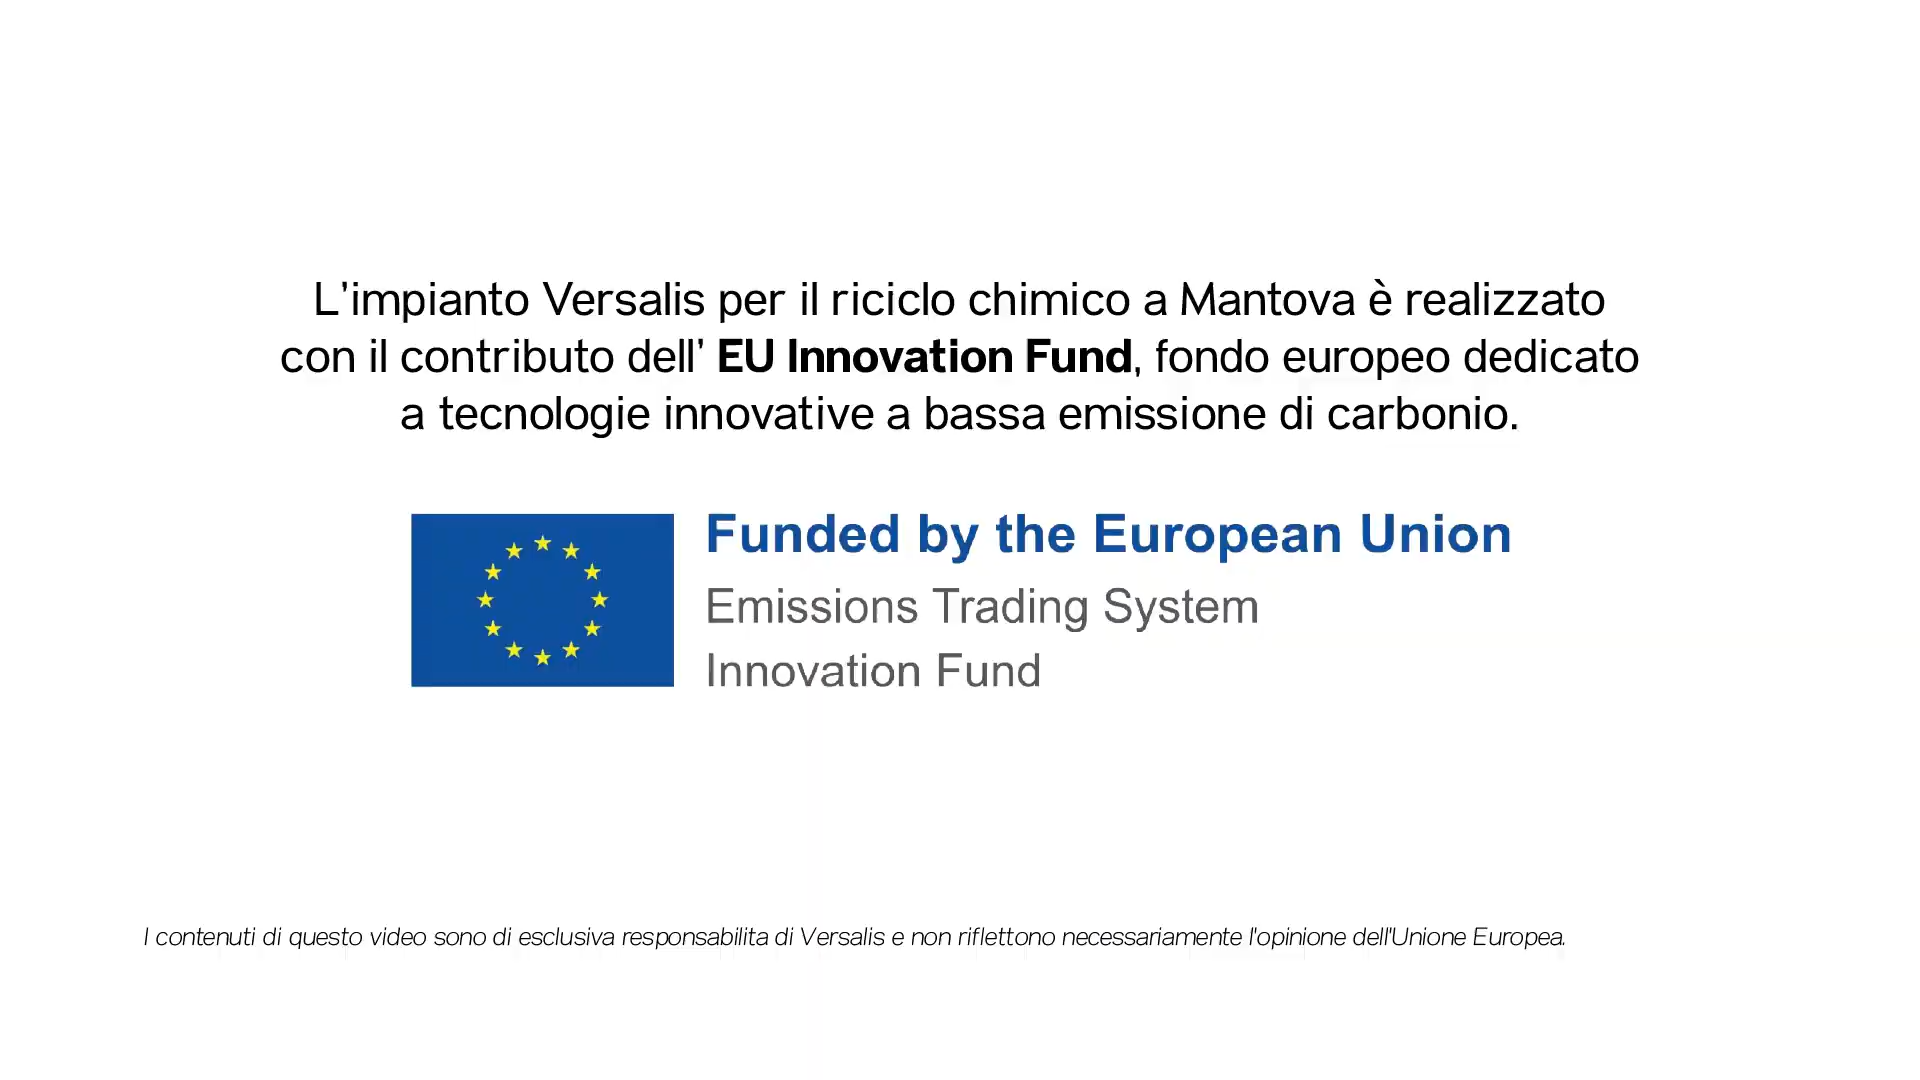 L'impianto Versalis per il riciclo chimico a Mantova è realizzato
con il contributo dell' EU Innovation Fund, fondo europeo dedicato
a tecnologie innovative a bassa emissione di carbonio.
Funded by the European Union
Emissions Trading System
Innovation Fund
I contenuti di questo video sono di esclusiva responsabilita di Versalis e non riflettono necessariamente l'opinione dell'Unione Europea.